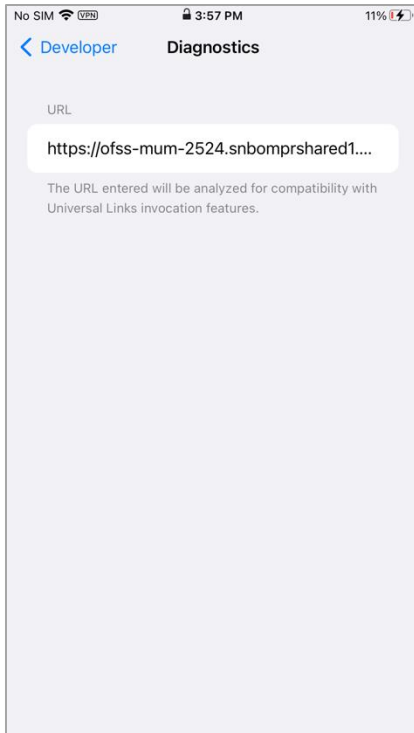 No SIM VPN 3:57 PM 11%
Developer Diagnostics
URL
https://ofss-mum-2524.snbomprshared1....
The URL entered will be analyzed for compatibility with
Universal Links invocation features.